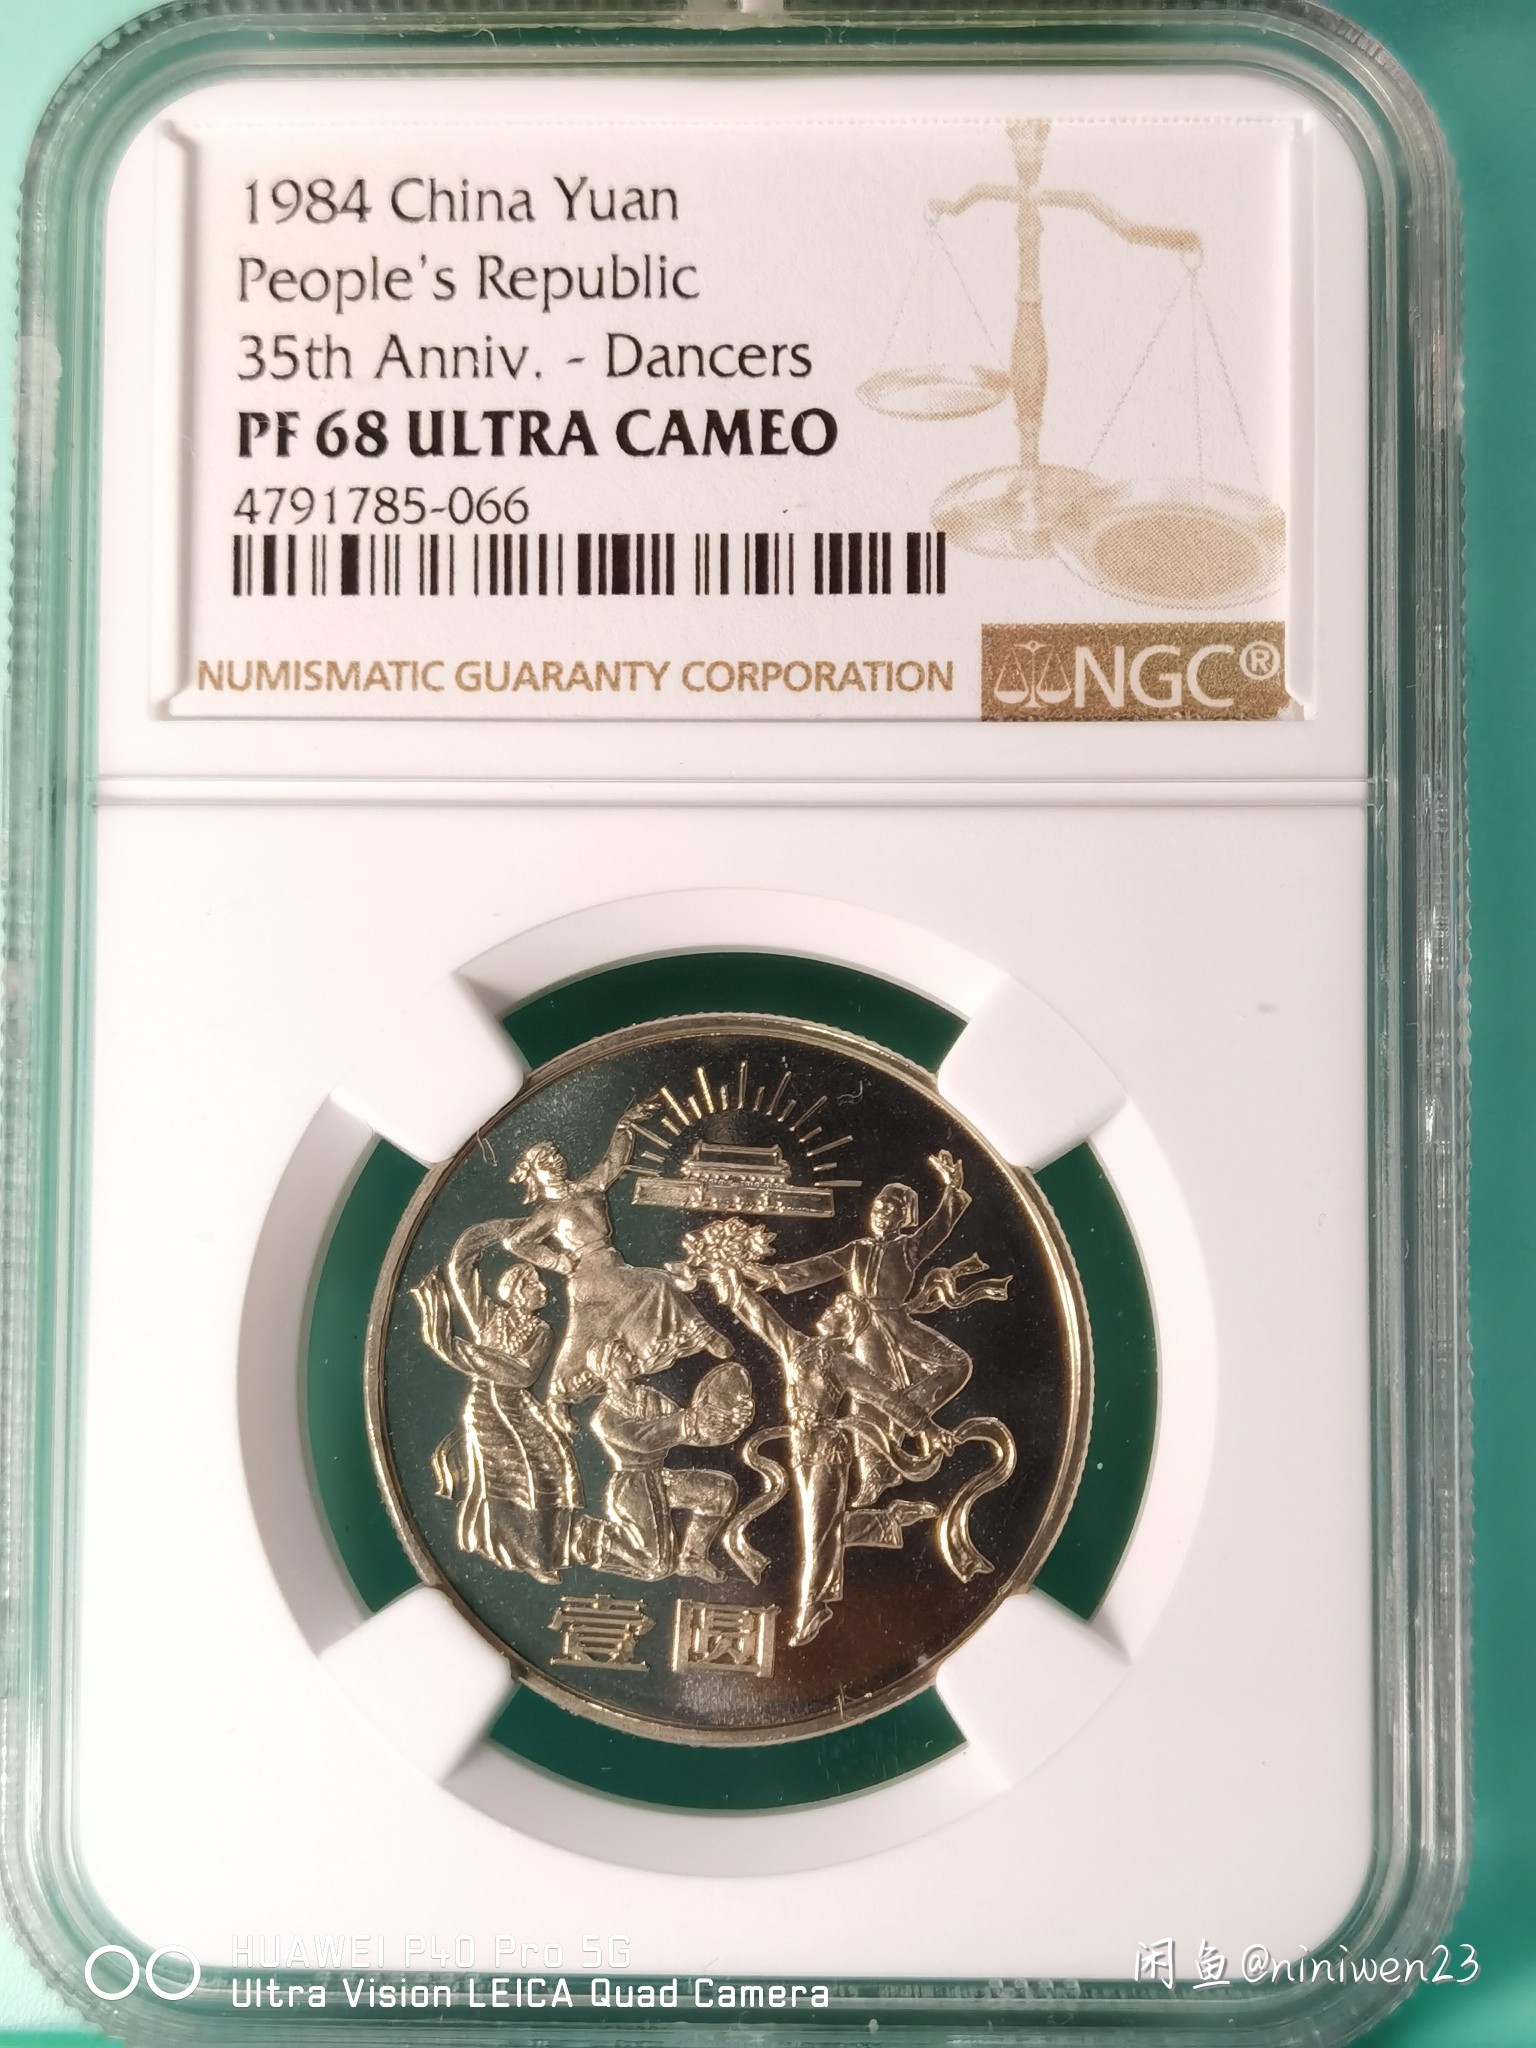 1984 China Yuan
People's Republic
35th Anniv. - Dancers
PF 68 ULTRA CAMEO
4791785-066
NUMISMATIC GUARANTY CORPORATION NGC®
壹圆
HUAWEI P40 Pro 5G
Ultra Vision LEICA Quad Camera
闲鱼@niniwen23